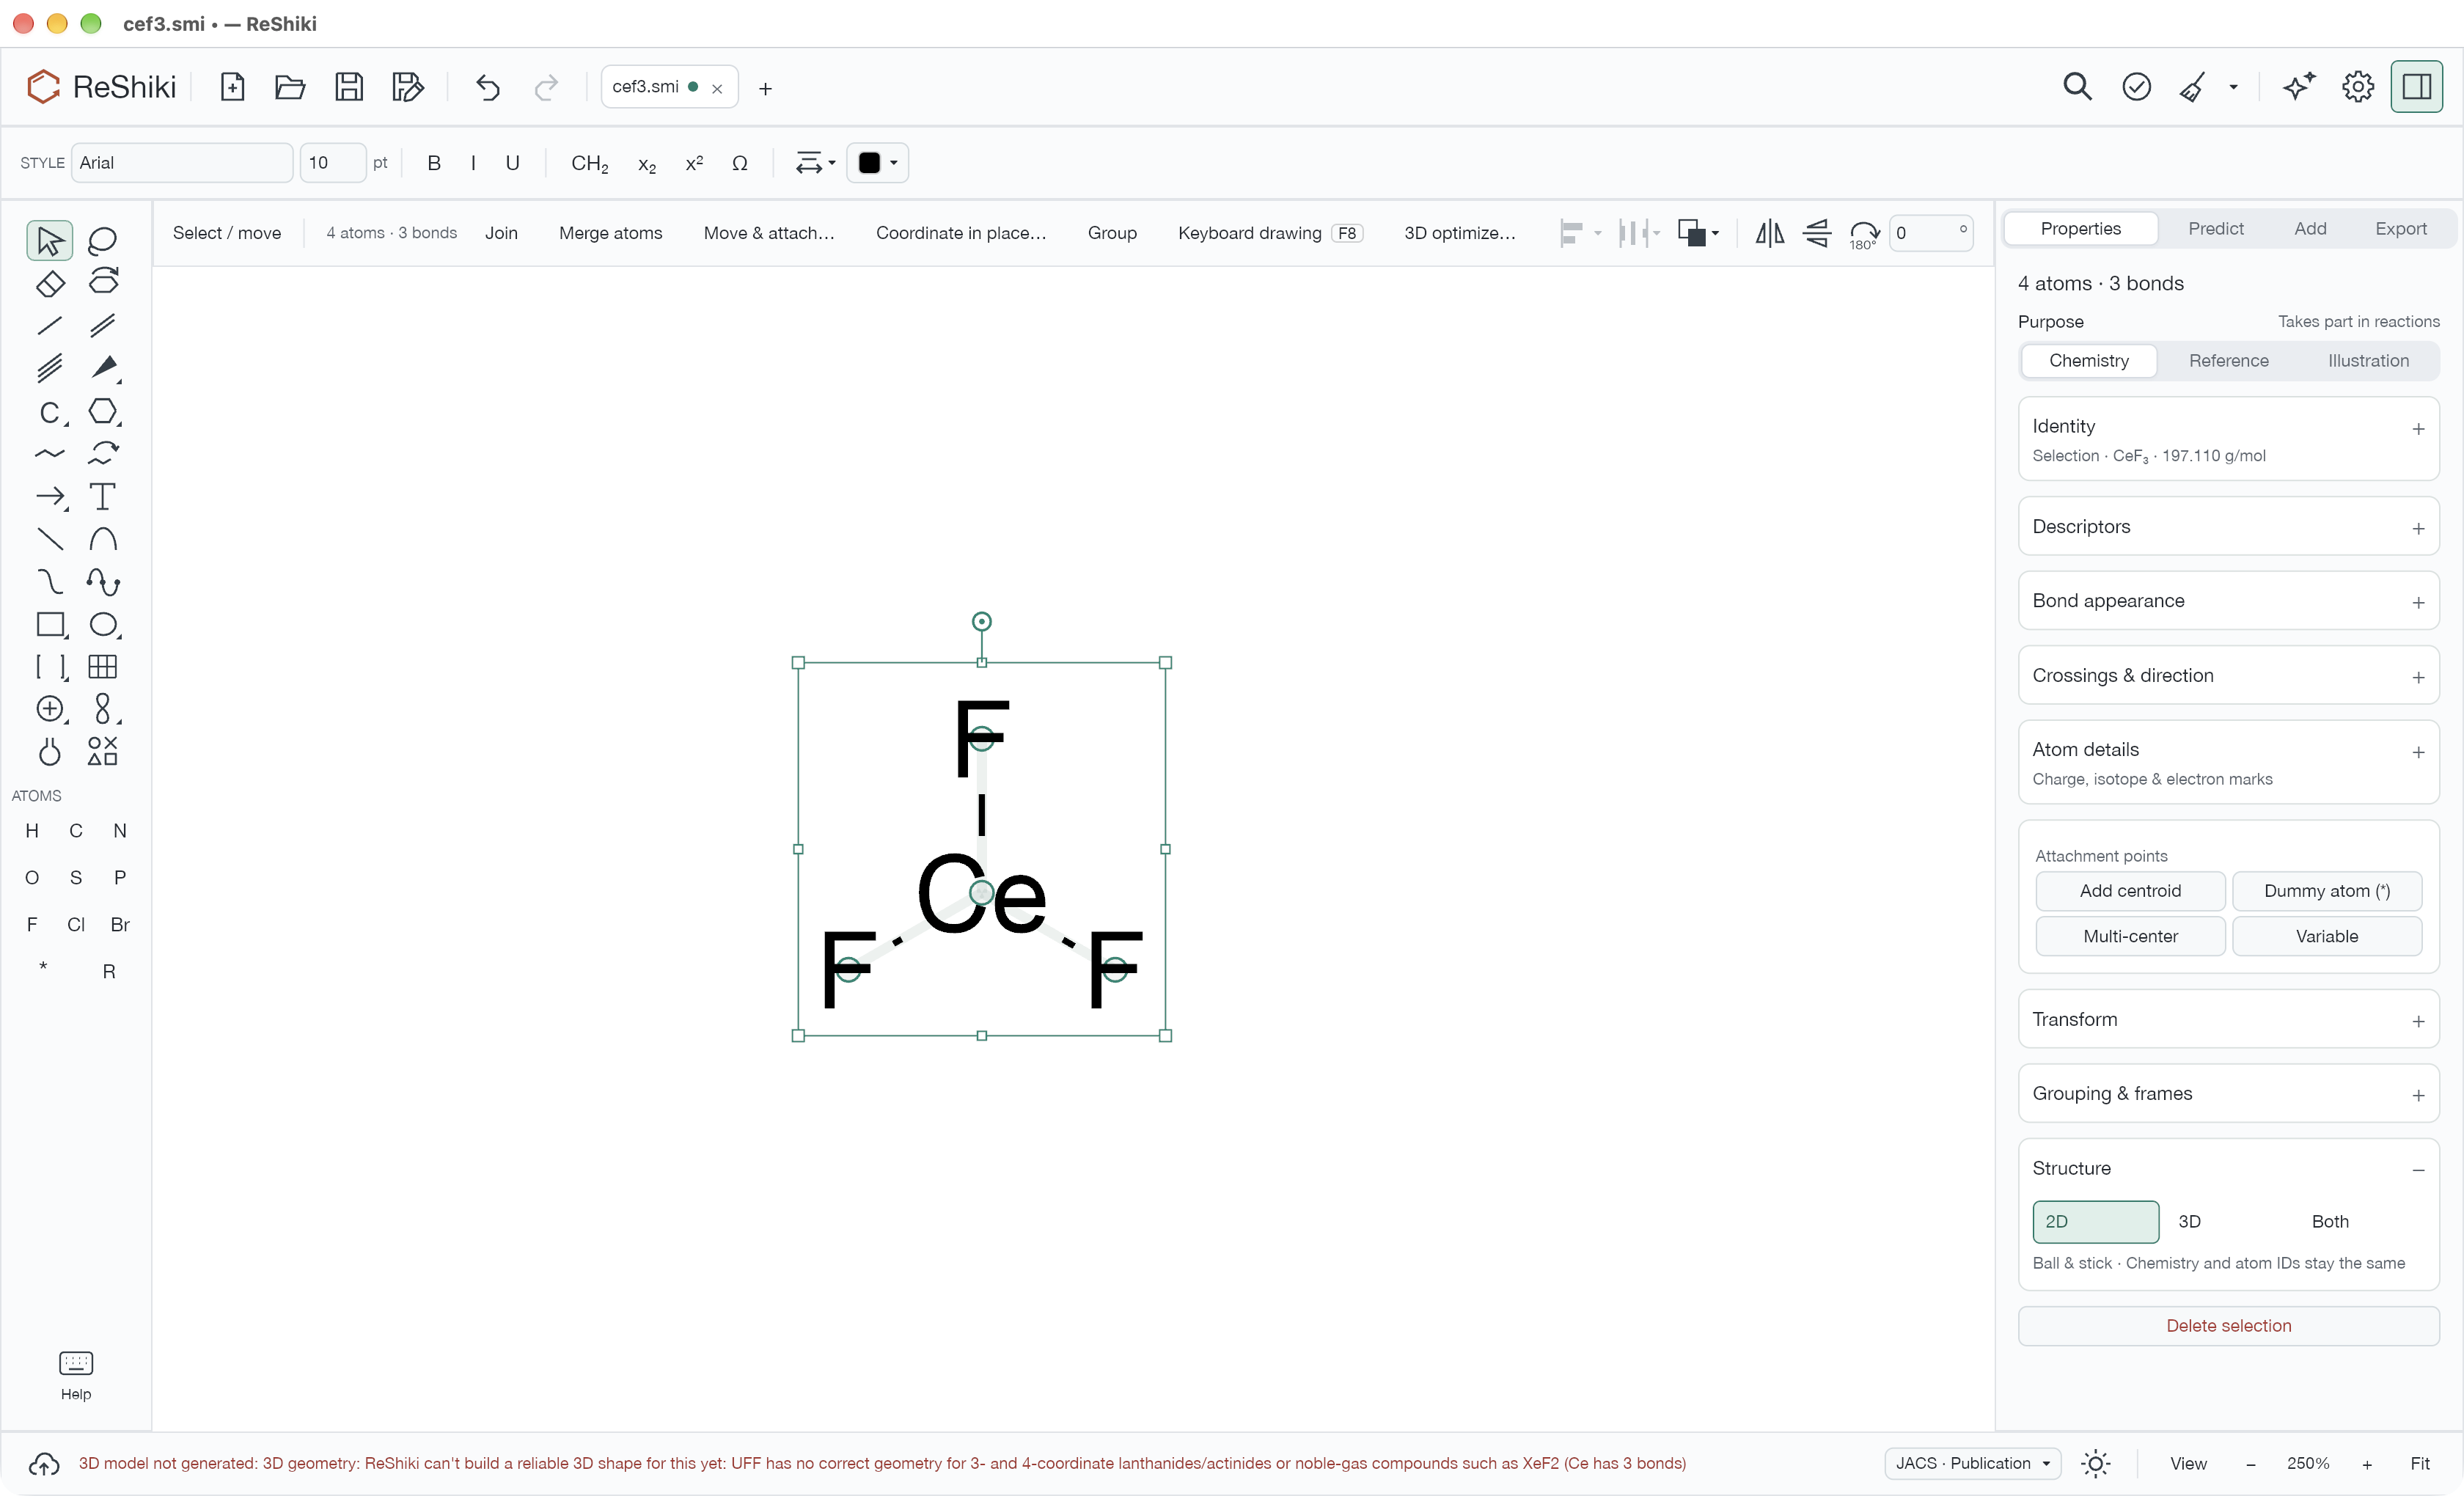 cef3.smi • — ReShiki
ReShiki
cef3.smi
STYLE Arial 10 pt B I U CH₂ x₂ x² Ω
Select / move 4 atoms · 3 bonds Join Merge atoms Move & attach... Coordinate in place... Group Keyboard drawing F8 3D optimize... 180° 0 °
Properties Predict Add Export
4 atoms · 3 bonds
Purpose Takes part in reactions
Chemistry Reference Illustration
Identity
Selection · CeF₃ · 197.110 g/mol
Descriptors
Bond appearance
Crossings & direction
Atom details
Charge, isotope & electron marks
Attachment points
Add centroid Dummy atom (*)
Multi-center Variable
Transform
Grouping & frames
Structure
2D 3D Both
Ball & stick · Chemistry and atom IDs stay the same
Delete selection
C
T
ATOMS
H C N
O S P
F Cl Br
* R
Help
F
Ce
F F
3D model not generated: 3D geometry: ReShiki can't build a reliable 3D shape for this yet: UFF has no correct geometry for 3- and 4-coordinate lanthanides/actinides or noble-gas compounds such as XeF2 (Ce has 3 bonds)
JACS · Publication View − 250% + Fit